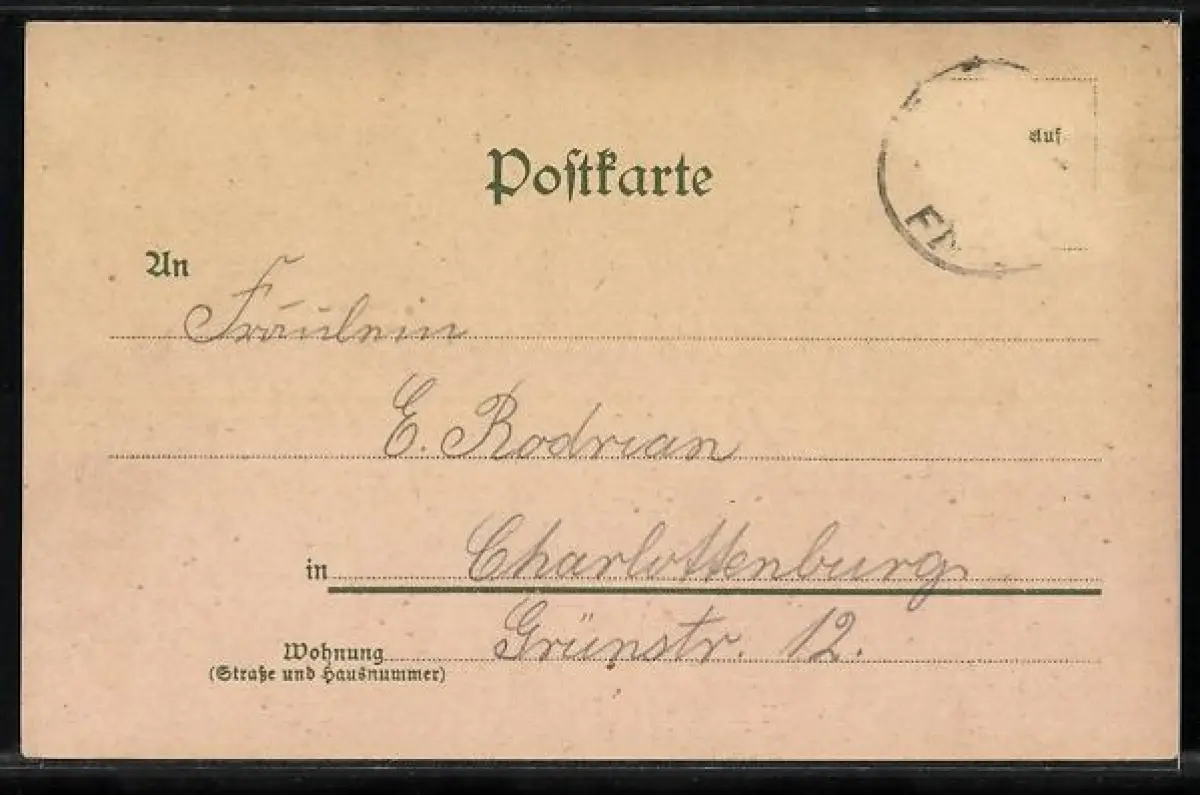 Postkarte
auf
An
Fräulein
E. Rodrian
in Charlottenburg
Grünstr. 12.
Wohnung
(Straße und Hausnummer)